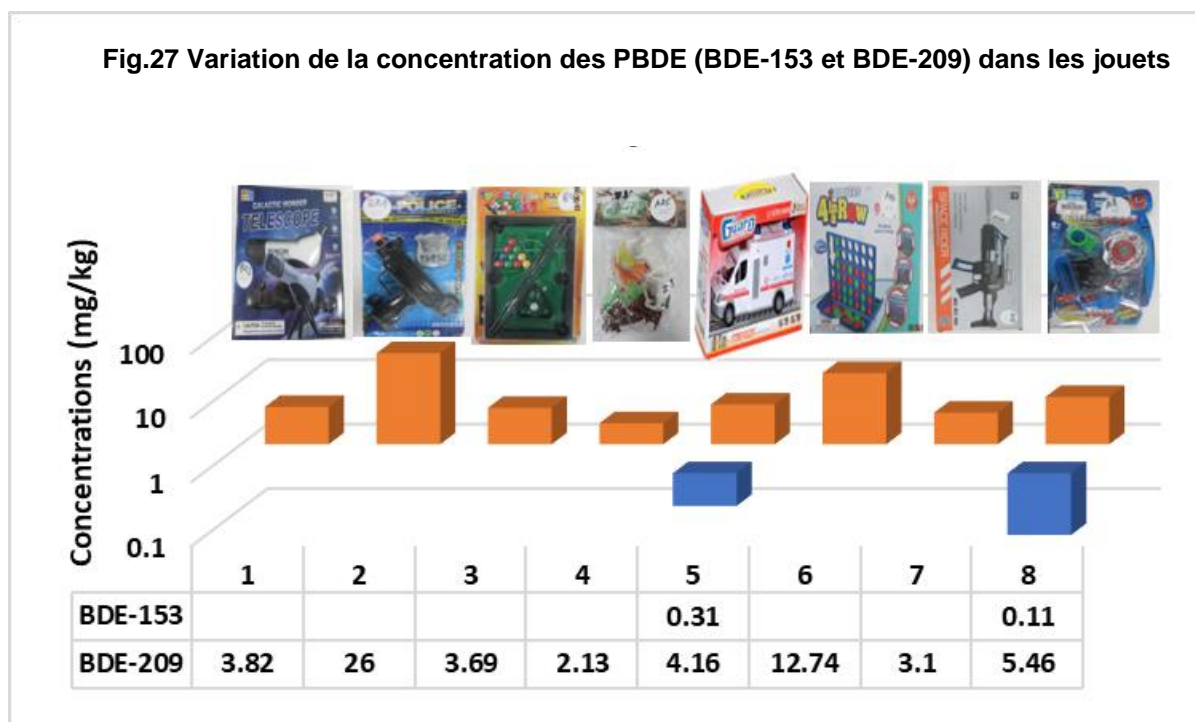 Fig.27 Variation de la concentration des PBDE (BDE-153 et BDE-209) dans les jouets
GALACTIC WONDER
TELESCOPE
POLICE
Guard
Concentrations (mg/kg)
100
10
1
0.1
1 2 3 4 5 6 7 8
BDE-153 0.31 0.11
BDE-209 3.82 26 3.69 2.13 4.16 12.74 3.1 5.46